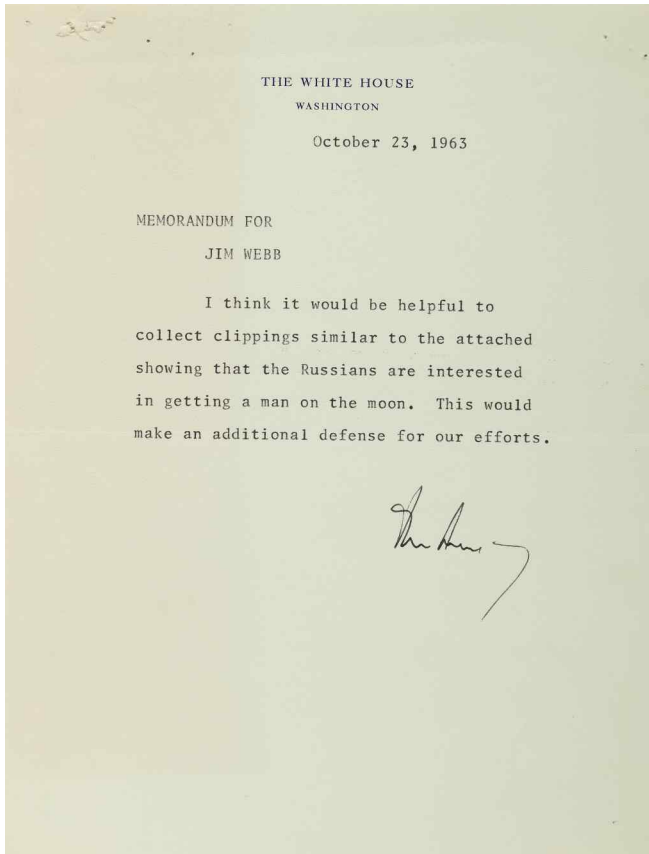 THE WHITE HOUSE
WASHINGTON
October 23, 1963
MEMORANDUM FOR
JIM WEBB
I think it would be helpful to
collect clippings similar to the attached
showing that the Russians are interested
in getting a man on the moon. This would
make an additional defense for our efforts.